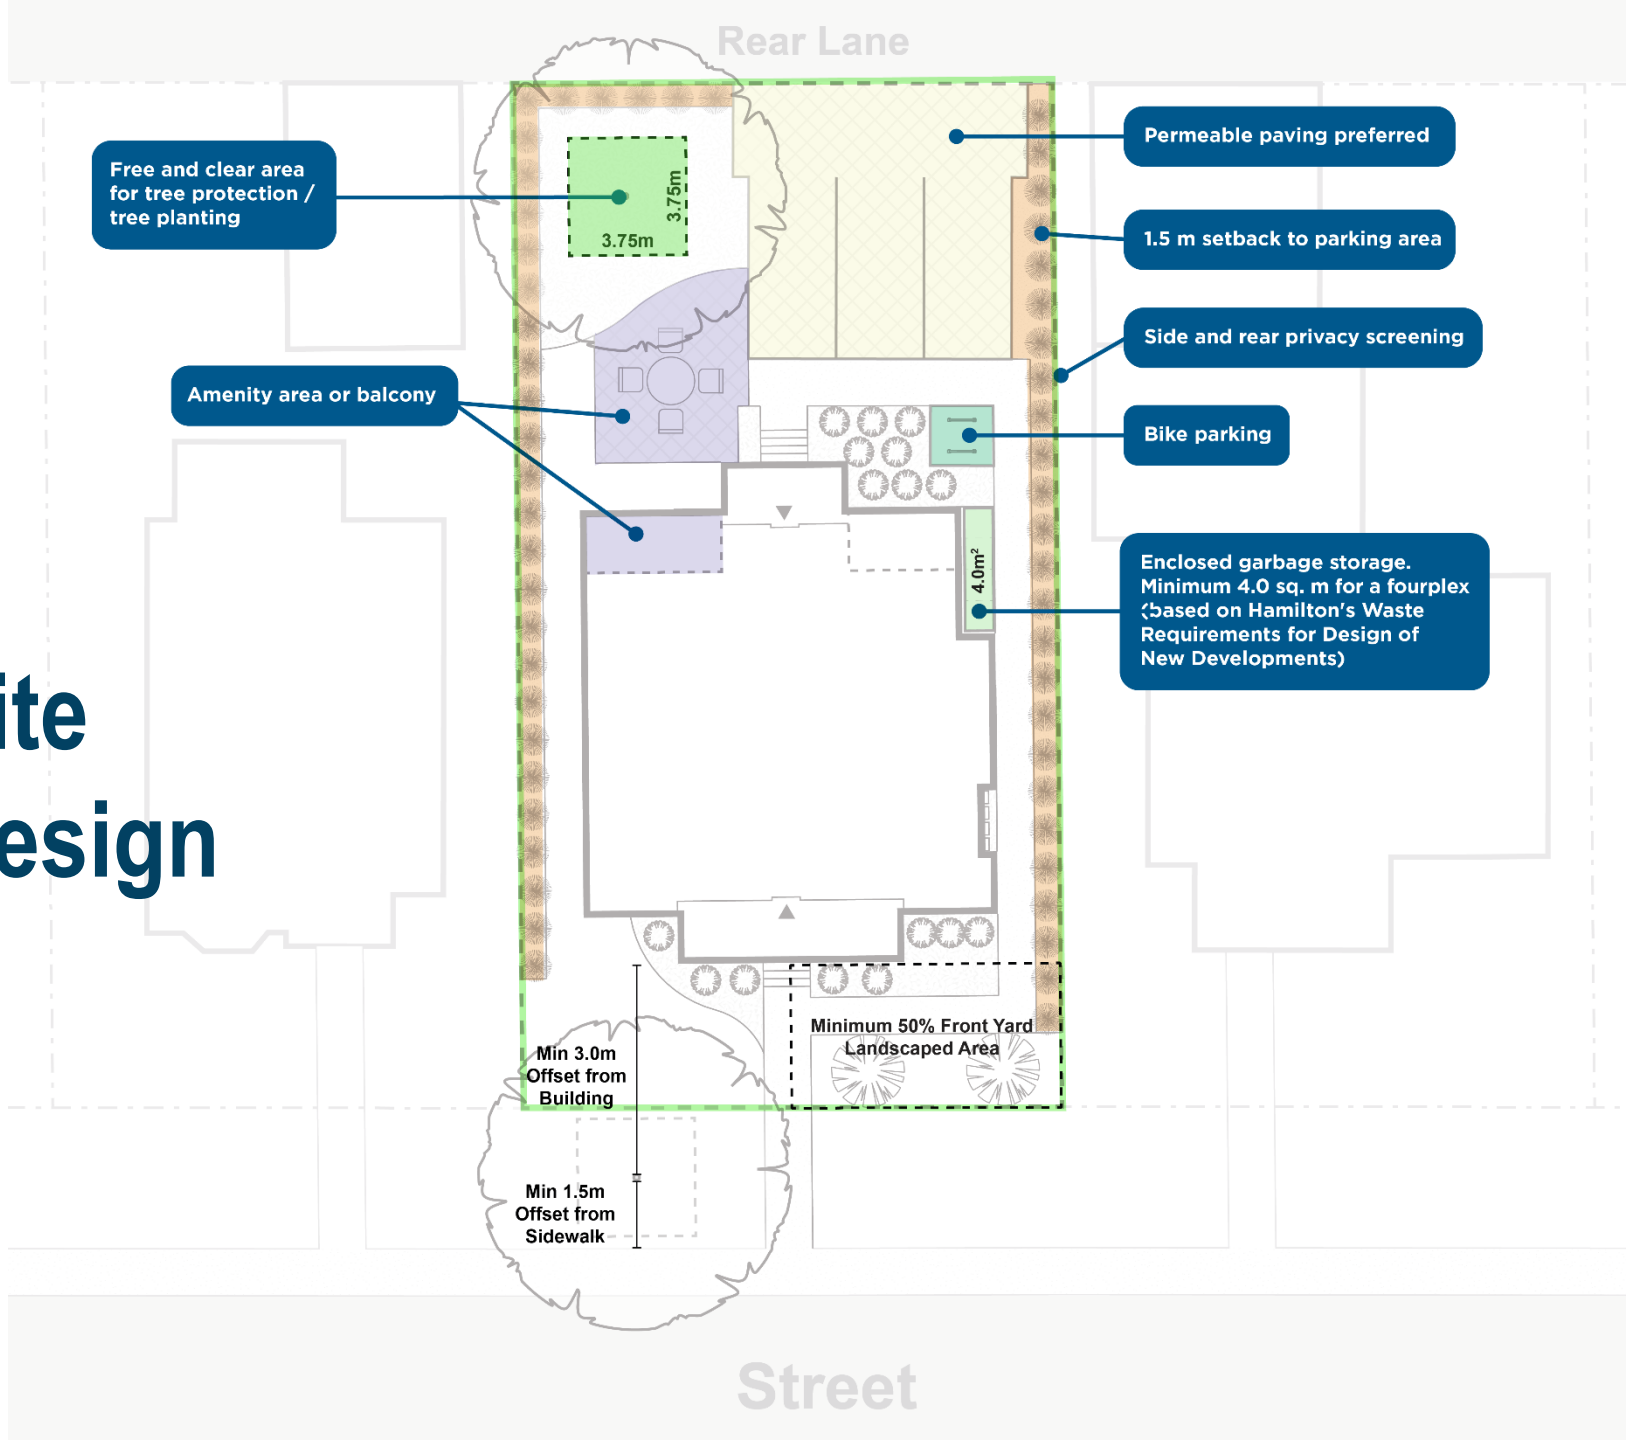 Rear Lane
Free and clear area
for tree protection /
tree planting
3.75m
3.75m
Permeable paving preferred
1.5 m setback to parking area
Side and rear privacy screening
Amenity area or balcony
Bike parking
4.0m²
Enclosed garbage storage.
Minimum 4.0 sq. m for a fourplex
(based on Hamilton's Waste
Requirements for Design of
New Developments)
ite
esign
Minimum 50% Front Yard
Landscaped Area
Min 3.0m
Offset from
Building
Min 1.5m
Offset from
Sidewalk
Street